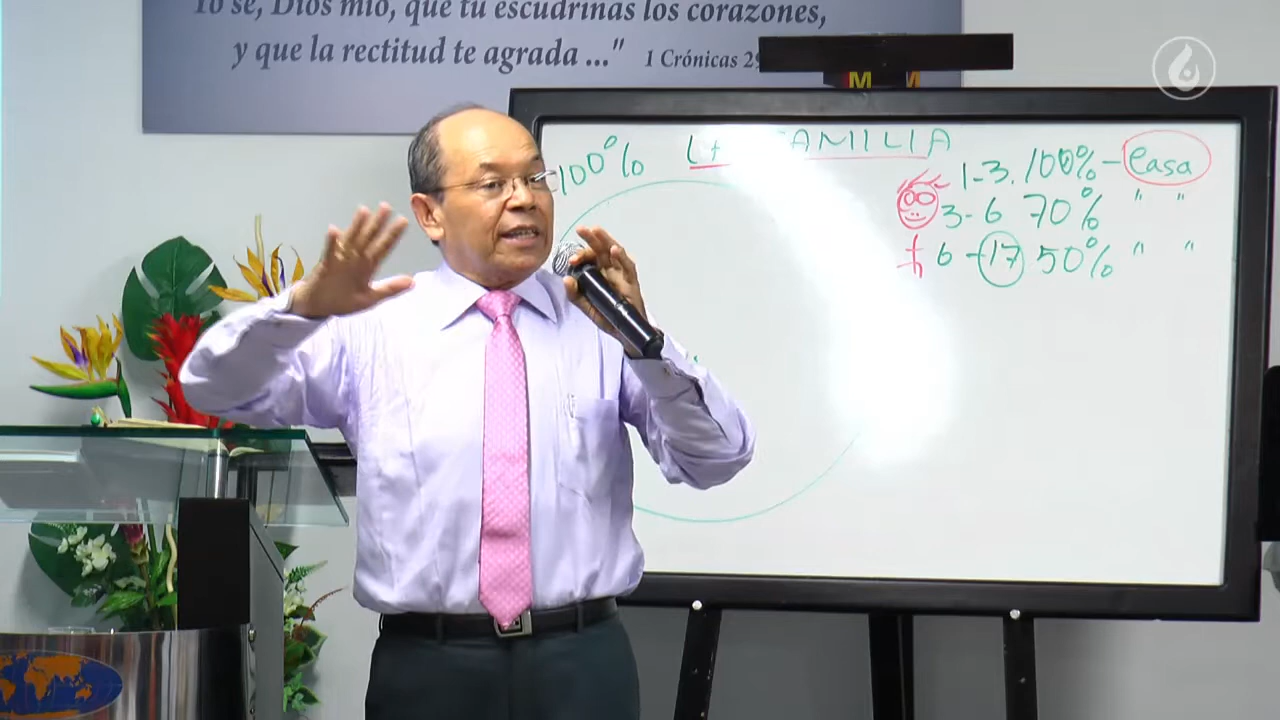 Yo sé, Dios mío, que tú escudriñas los corazones,
y que la rectitud te agrada ..." 1 Crónicas
100%
FAMILIA
1-3. 100% - Casa
3-6 70% " "
6-17 50% " "